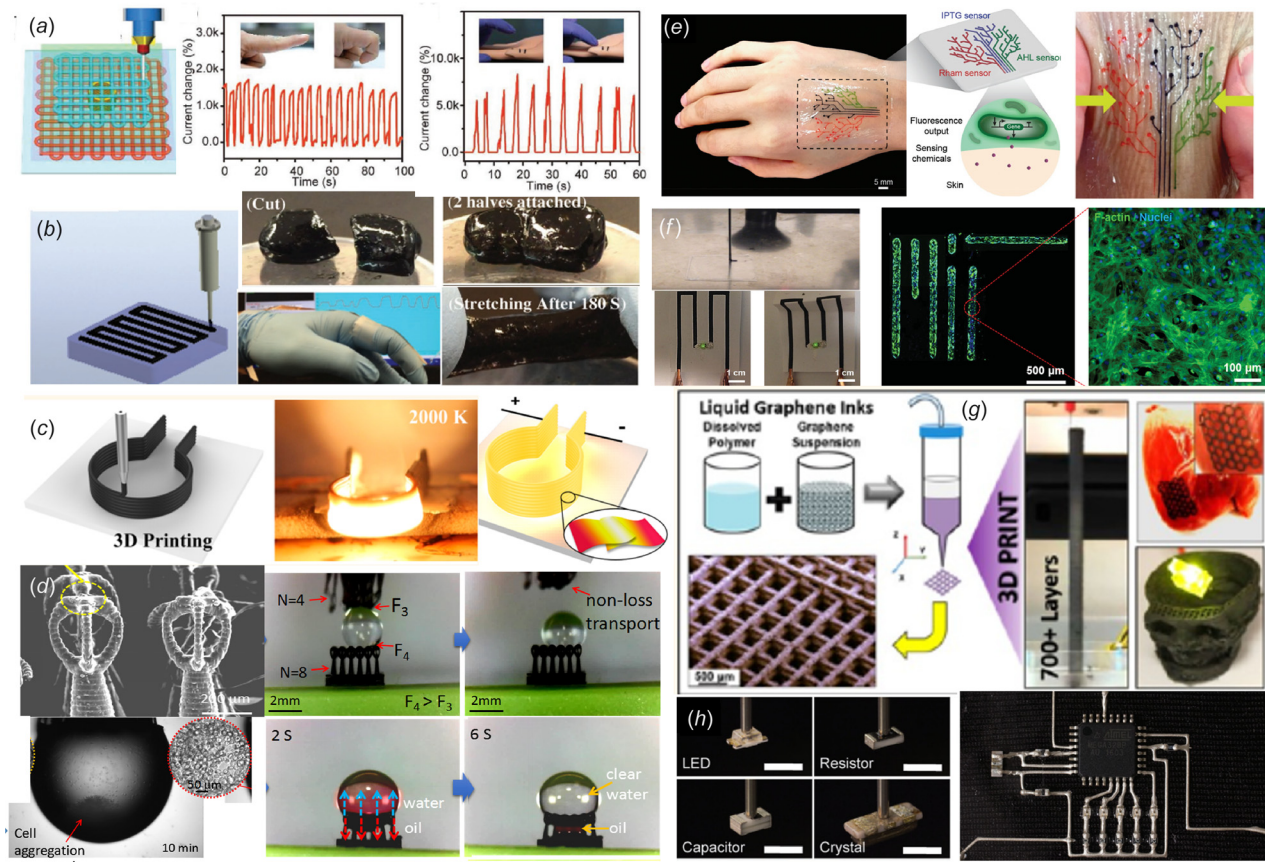 (a)
Current change (%)
3.0k
2.0k
1.0k
0.0
0 20 40 60 80 100
Time (s)
Current change (%)
10.0k
5.0k
0.0
0 10 20 30 40 50 60
Time (s)
(b)
(Cut)
(2 halves attached)
(Stretching After 180 S)
(c)
3D Printing
2000 K
+
-
(d)
200 μm
N=4
F3
F4
N=8
F4 > F3
2mm
non-loss
transport
2mm
Cell
aggregation
50 μm
10 min
2 S
water
oil
6 S
clear
water
oil
(e)
5 mm
IPTG sensor
AHL sensor
Rham sensor
Fluorescence
output
Gene
Sensing
chemicals
Skin
(f)
1 cm
1 cm
500 μm
F-actin / Nuclei
100 μm
(g)
Liquid Graphene Inks
Dissolved
Polymer
Graphene
Suspension
+
Z
Y
X
500 μm
3D PRINT
700+ Layers
(h)
LED
Resistor
Capacitor
Crystal